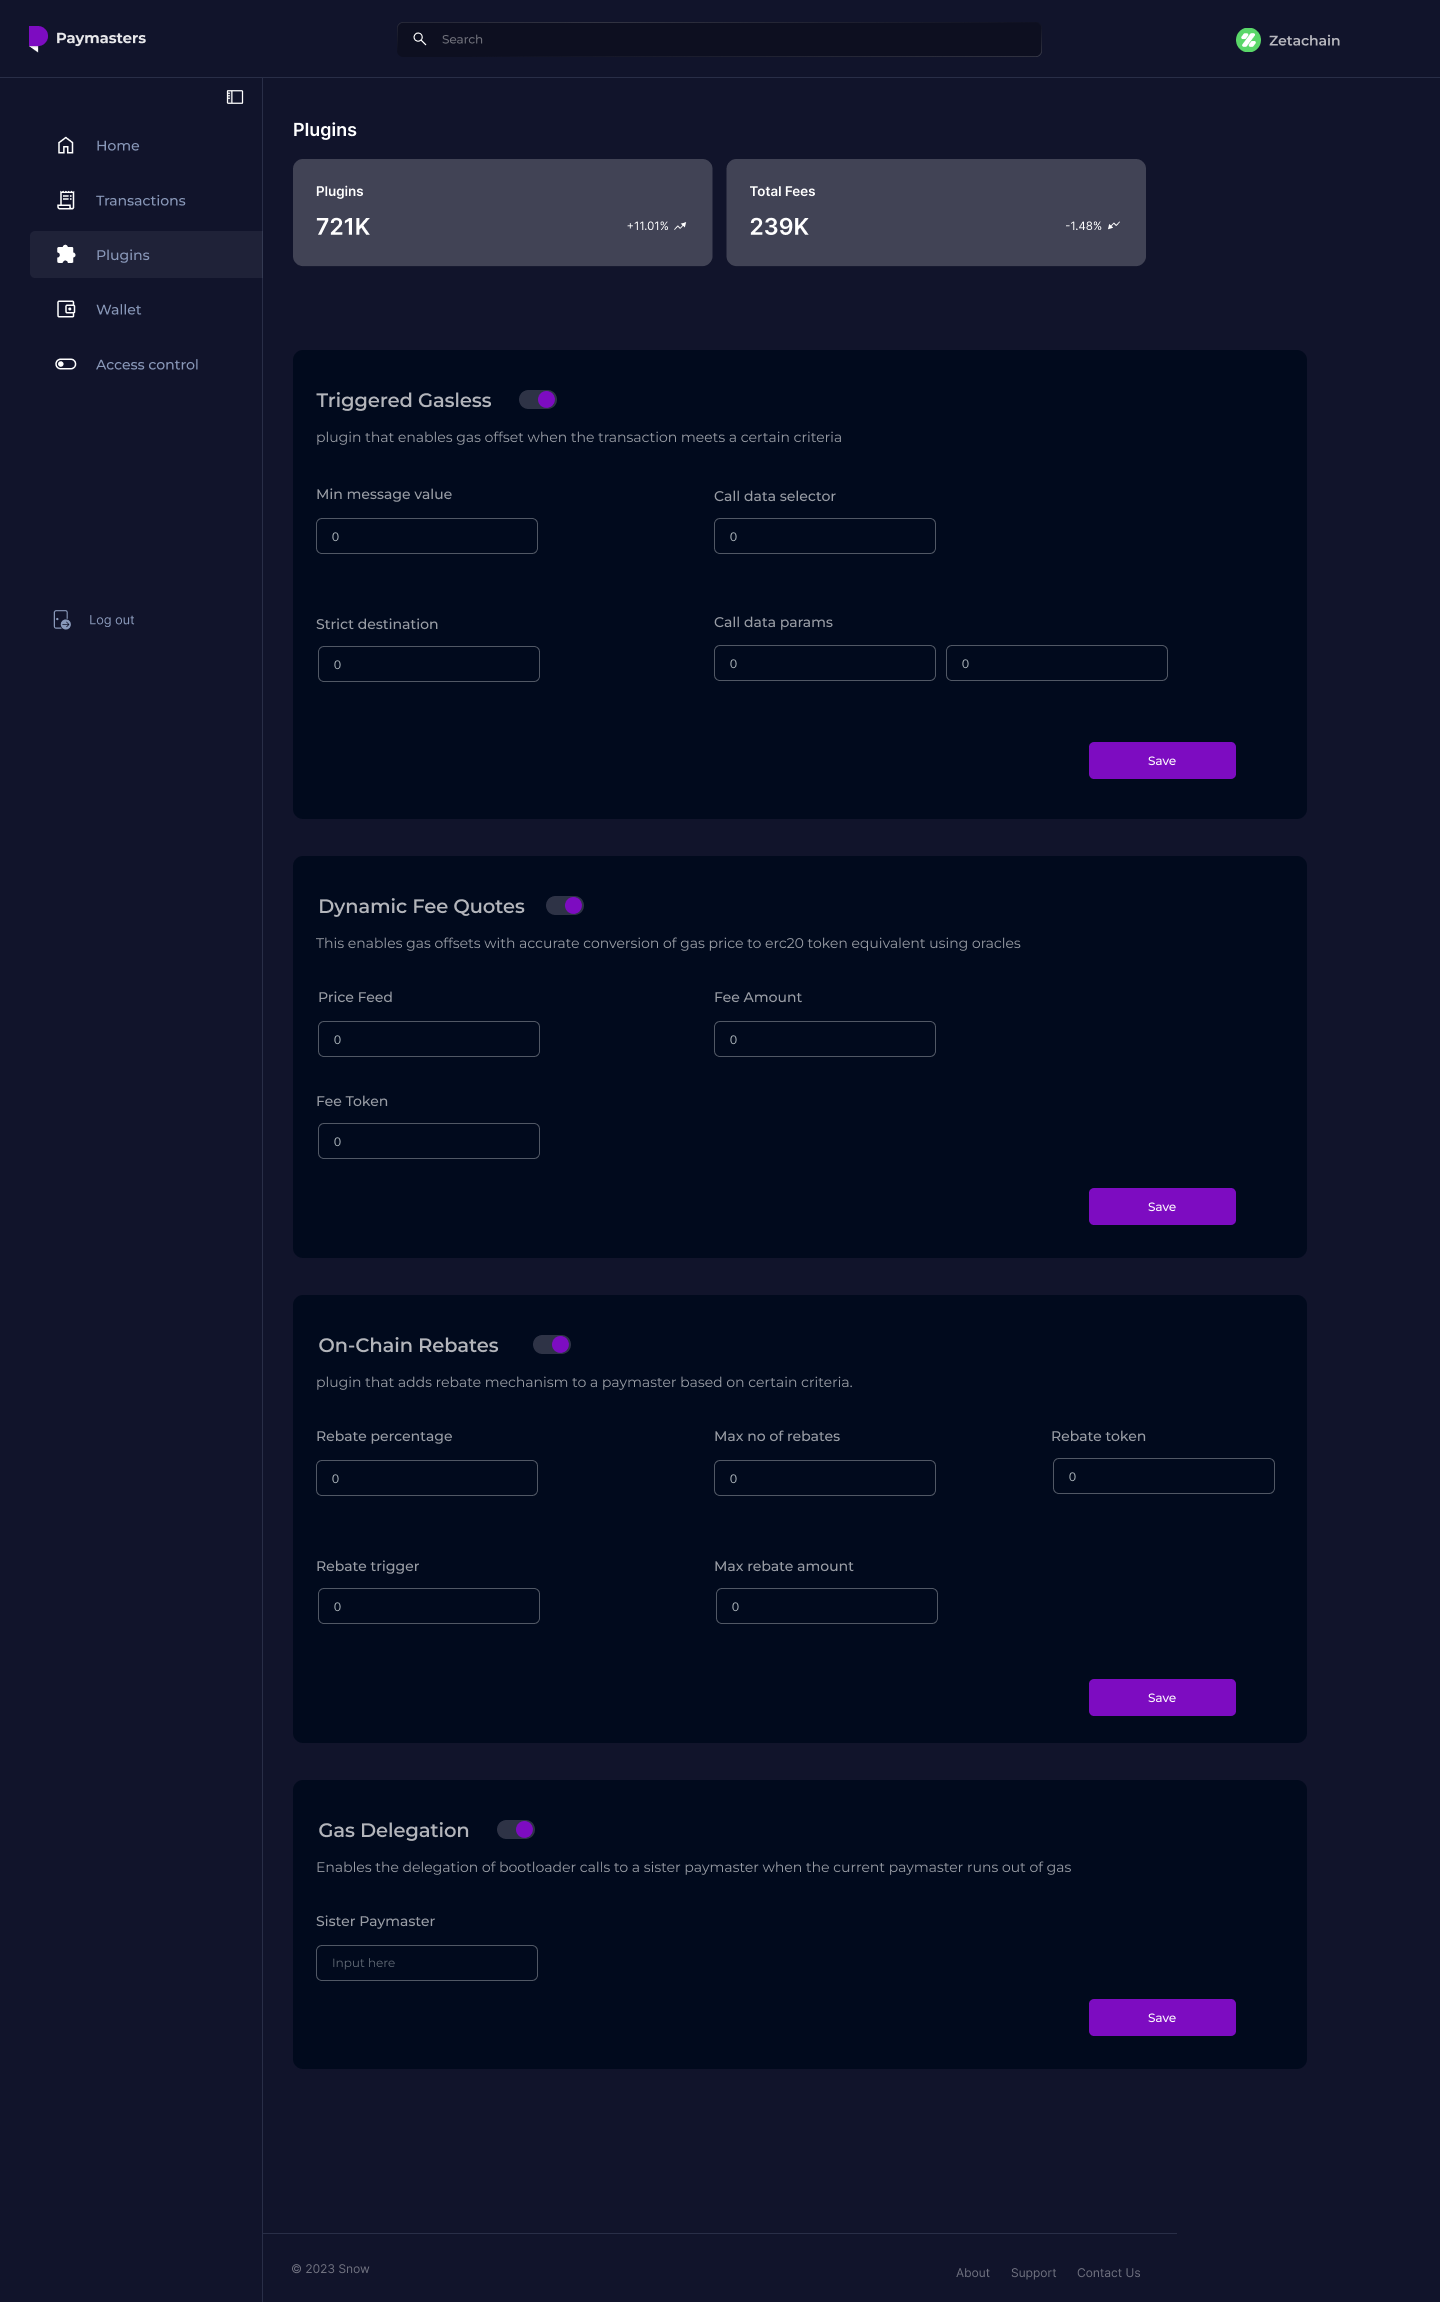 Paymasters
Search
Zetachain
Home
Transactions
Plugins
Wallet
Access control
Log out
Plugins
Plugins
721K
+11.01%
Total Fees
239K
-1.48%
Triggered Gasless
plugin that enables gas offset when the transaction meets a certain criteria
Min message value
Call data selector
0
0
Strict destination
Call data params
0
0
0
Save
Dynamic Fee Quotes
This enables gas offsets with accurate conversion of gas price to erc20 token equivalent using oracles
Price Feed
Fee Amount
0
0
Fee Token
0
Save
On-Chain Rebates
plugin that adds rebate mechanism to a paymaster based on certain criteria.
Rebate percentage
Max no of rebates
Rebate token
0
0
0
Rebate trigger
Max rebate amount
0
0
Save
Gas Delegation
Enables the delegation of bootloader calls to a sister paymaster when the current paymaster runs out of gas
Sister Paymaster
Input here
Save
© 2023 Snow
About
Support
Contact Us